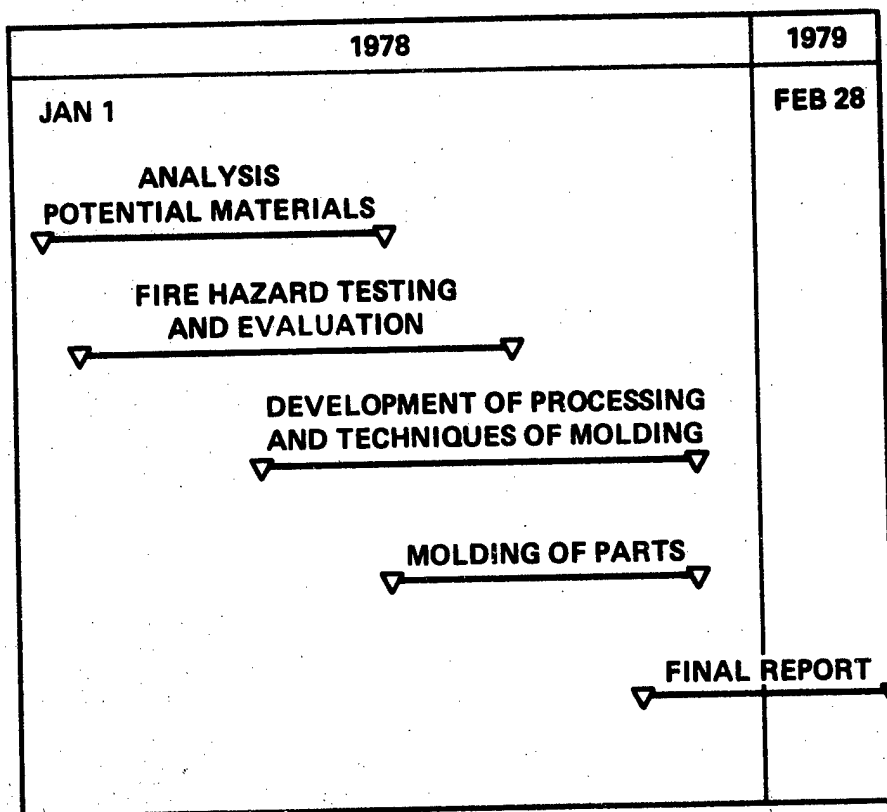 1978
1979
JAN 1
FEB 28
ANALYSIS
POTENTIAL MATERIALS
FIRE HAZARD TESTING
AND EVALUATION
DEVELOPMENT OF PROCESSING
AND TECHNIQUES OF MOLDING
MOLDING OF PARTS
FINAL REPORT